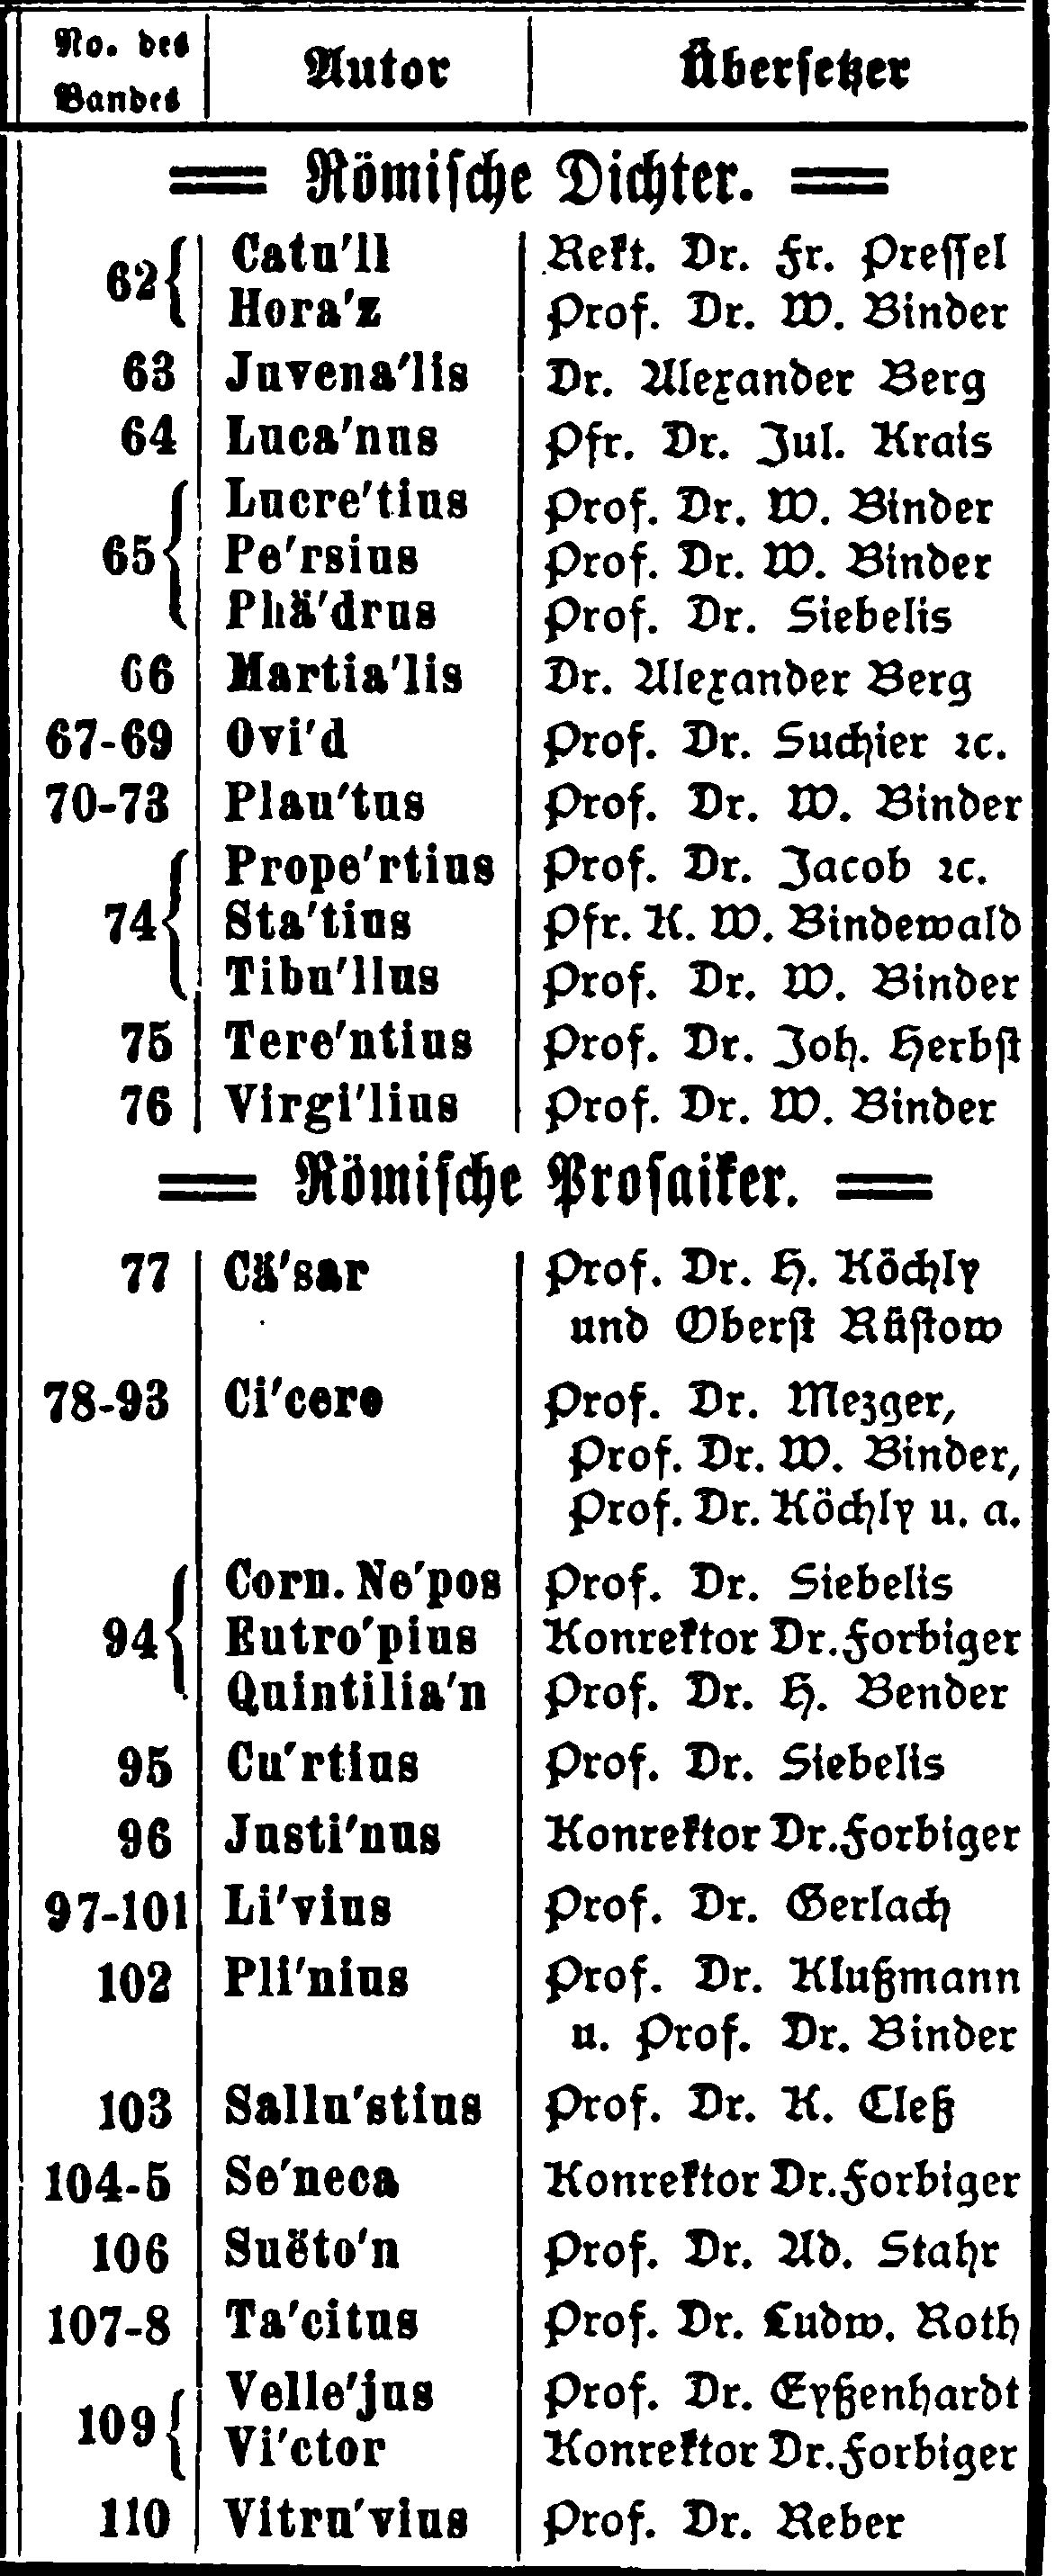 No. des Bandes | Autor | Übersetzer
Römische Dichter.
62 { Catu'll | Rekt. Dr. Fr. Pressel
Hora'z | Prof. Dr. W. Binder
63 | Juvena'lis | Dr. Alexander Berg
64 | Luca'nus | Pfr. Dr. Jul. Krais
65 { Lucre'tius | Prof. Dr. W. Binder
Pe'rsius | Prof. Dr. W. Binder
Phä'drus | Prof. Dr. Siebelis
66 | Martia'lis | Dr. Alexander Berg
67-69 | Ovi'd | Prof. Dr. Suchier ꝛc.
70-73 | Plau'tus | Prof. Dr. W. Binder
74 { Prope'rtius | Prof. Dr. Jacob ꝛc.
Sta'tius | Pfr. K. W. Bindewald
Tibu'llus | Prof. Dr. W. Binder
75 | Tere'ntius | Prof. Dr. Joh. Herbst
76 | Virgi'lius | Prof. Dr. W. Binder
Römische Prosaiker.
77 | Cä'sar | Prof. Dr. H. Köchly
und Oberst Rüstow
78-93 | Ci'cero | Prof. Dr. Mezger,
Prof. Dr. W. Binder,
Prof. Dr. Köchly u. a.
94 { Corn. Ne'pos | Prof. Dr. Siebelis
Eutro'pius | Konrektor Dr. Forbiger
Quintilia'n | Prof. Dr. H. Bender
95 | Cu'rtius | Prof. Dr. Siebelis
96 | Justi'nus | Konrektor Dr. Forbiger
97-101 | Li'vius | Prof. Dr. Gerlach
102 | Pli'nius | Prof. Dr. Klußmann
u. Prof. Dr. Binder
103 | Sallu'stius | Prof. Dr. K. Cleß
104-5 | Se'neca | Konrektor Dr. Forbiger
106 | Suëto'n | Prof. Dr. Ad. Stahr
107-8 | Ta'citus | Prof. Dr. Ludw. Roth
109 { Velle'jus | Prof. Dr. Eyßenhardt
Vi'ctor | Konrektor Dr. Forbiger
110 | Vitru'vius | Prof. Dr. Reber